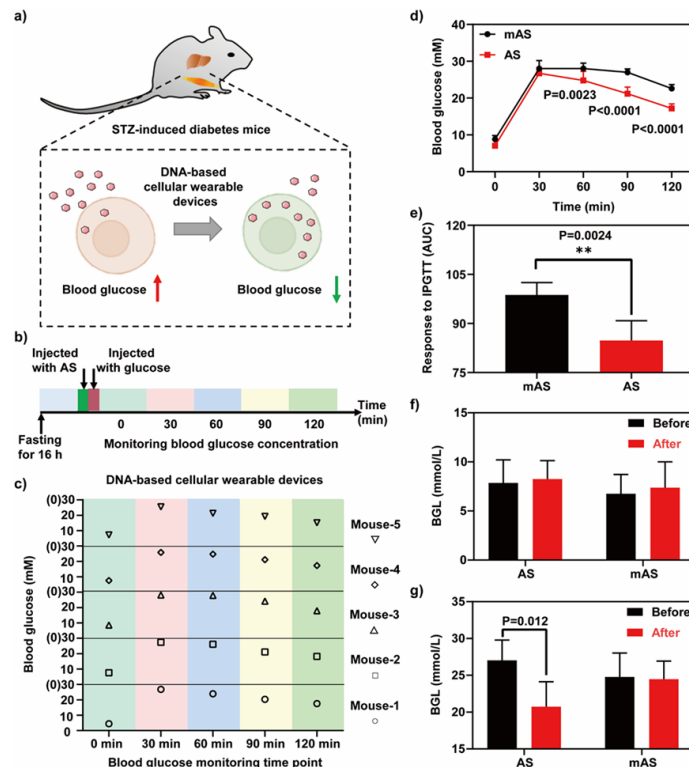 a)
STZ-induced diabetes mice
DNA-based
cellular wearable
devices
Blood glucose
Blood glucose
b)
Injected
with AS
Injected
with glucose
Time
(min)
0 30 60 90 120
Fasting
for 16 h
Monitoring blood glucose concentration
c)
DNA-based cellular wearable devices
Blood glucose (mM)
(0)30
20
10
(0)30
20
10
(0)30
20
10
(0)30
20
10
(0)30
20
10
0
Mouse-5
Mouse-4
Mouse-3
Mouse-2
Mouse-1
0 min 30 min 60 min 90 min 120 min
Blood glucose monitoring time point
d)
Blood glucose (mM)
40
30
20
10
0
mAS
AS
P=0.0023
P<0.0001
P<0.0001
0 30 60 90 120
Time (min)
e)
Response to IPGTT (AUC)
120
105
90
75
P=0.0024
**
mAS AS
f)
BGL (mmol/L)
15
10
5
0
Before
After
AS mAS
g)
BGL (mmol/L)
35
30
25
20
15
Before
After
P=0.012
AS mAS